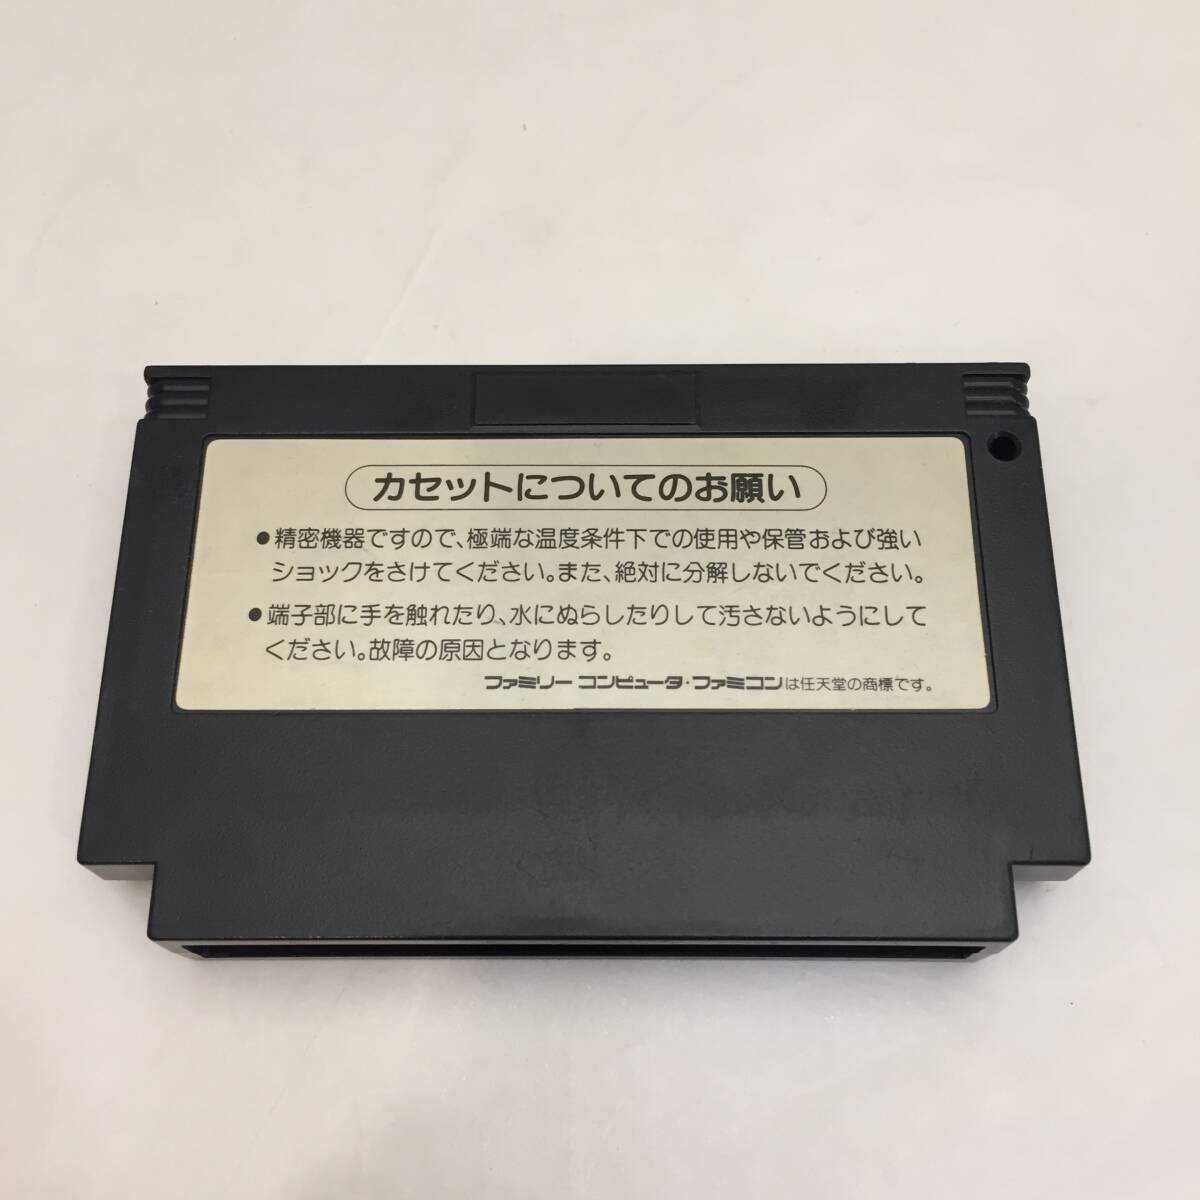 カセットについてのお願い
●精密機器ですので、極端な温度条件下での使用や保管および強い
ショックをさけてください。また、絶対に分解しないでください。
●端子部に手を触れたり、水にぬらしたりして汚さないようにして
ください。故障の原因となります。
ファミリー コンピュータ・ファミコンは任天堂の商標です。